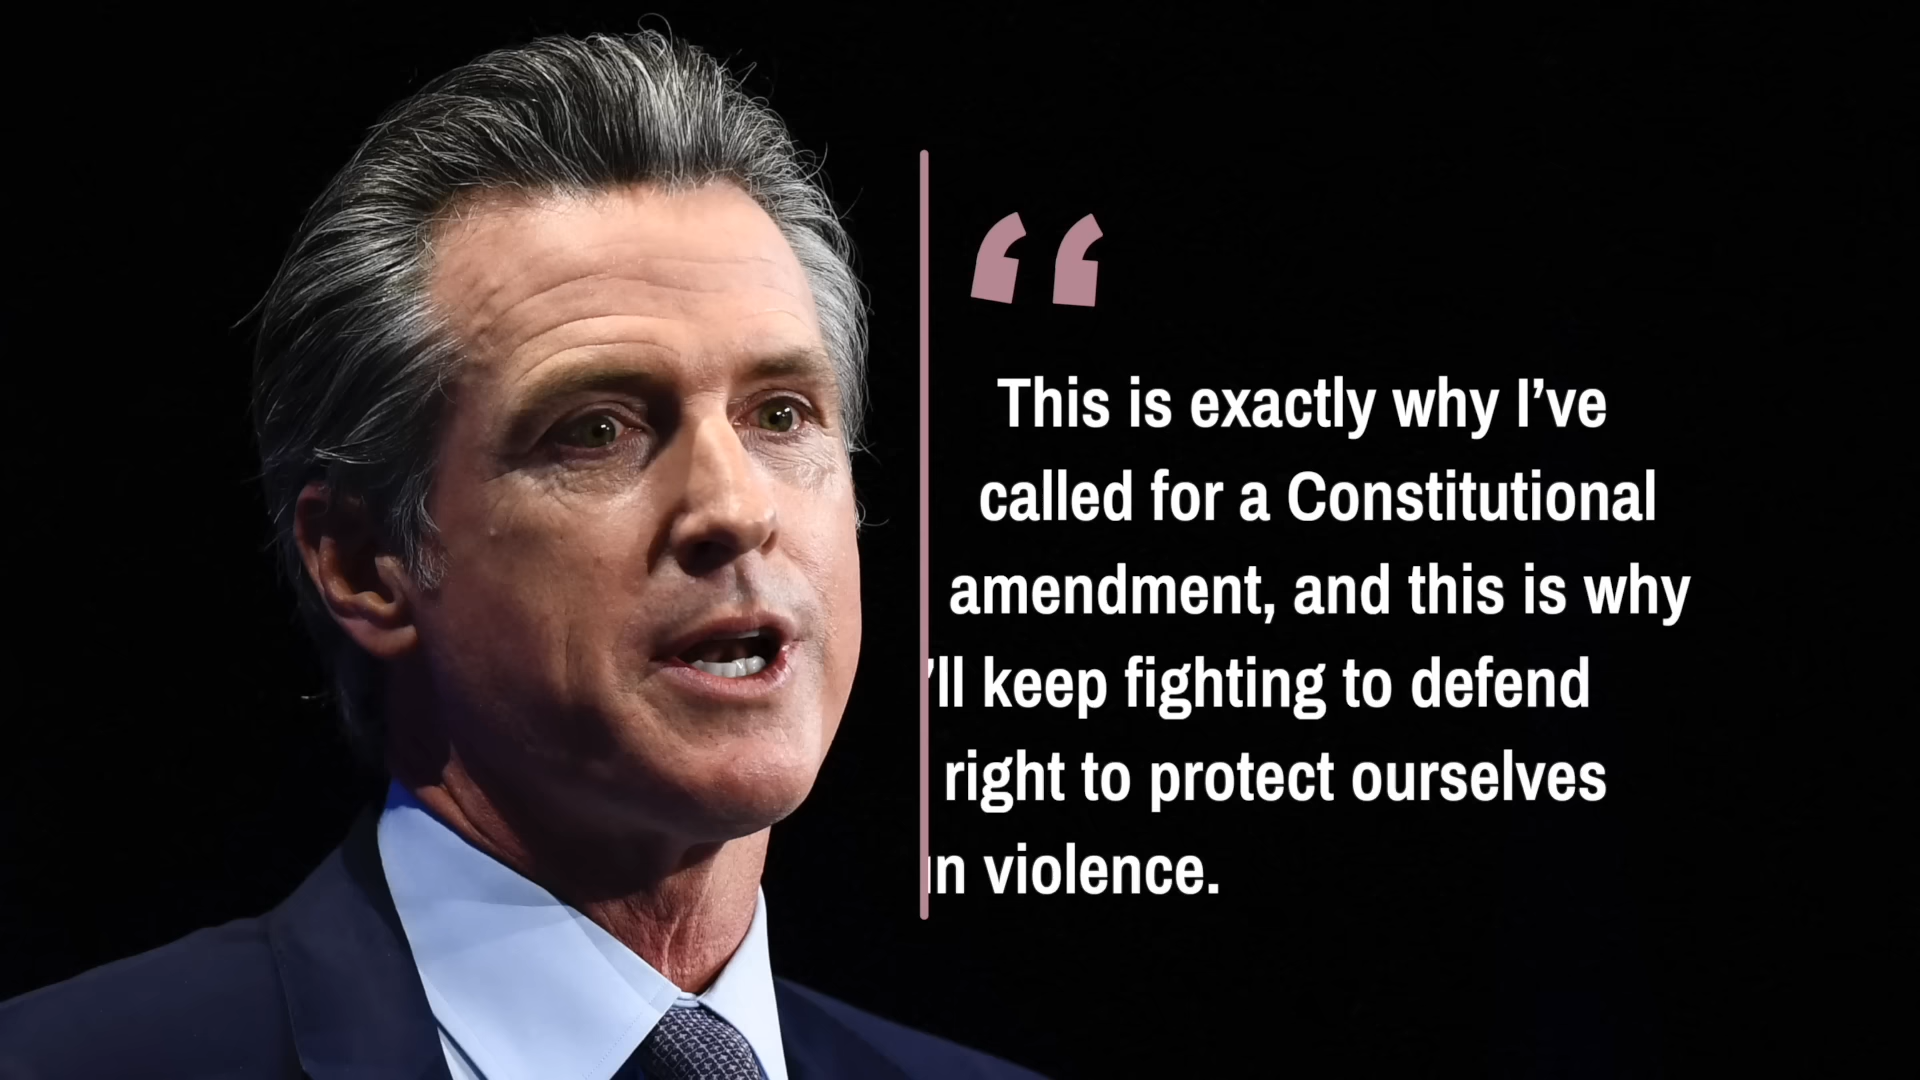 “
This is exactly why I’ve
called for a Constitutional
amendment, and this is why
’ll keep fighting to defend
right to protect ourselves
violence.